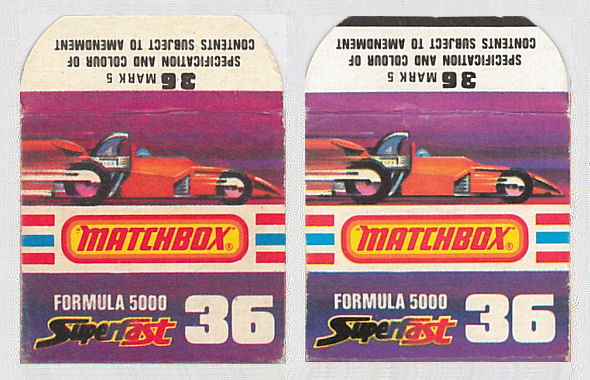 36 MARK 5
SPECIFICATION AND COLOUR OF
CONTENTS SUBJECT TO AMENDMENT
MATCHBOX®
FORMULA 5000
Superfast 36
36 MARK 5
SPECIFICATION AND COLOUR OF
CONTENTS SUBJECT TO AMENDMENT
MATCHBOX®
FORMULA 5000
Superfast 36